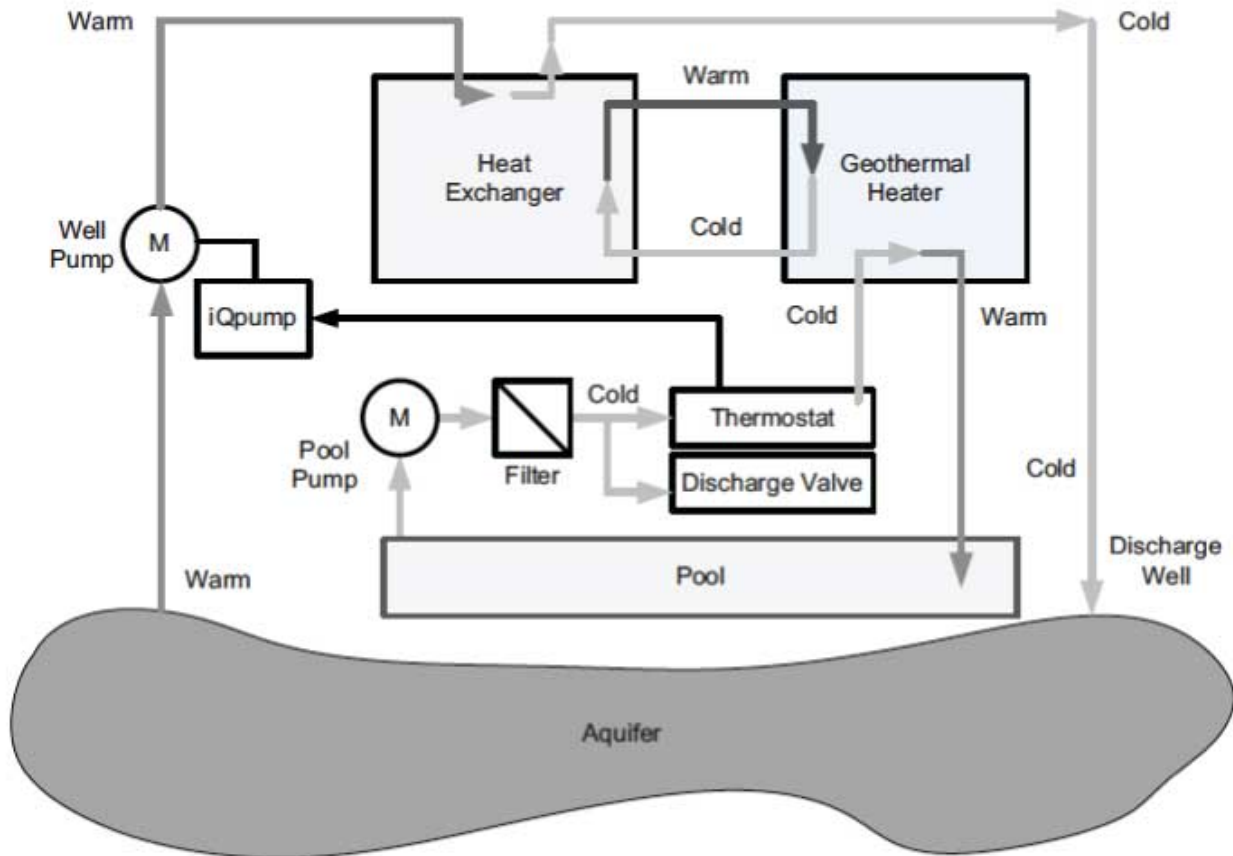 Warm
Cold
Warm
Heat
Exchanger
Geothermal
Heater
Well
Pump
M
Cold
iQpump
Cold
Warm
M
Cold
Thermostat
Pool
Pump
Filter
Discharge Valve
Cold
Warm
Pool
Discharge
Well
Aquifer